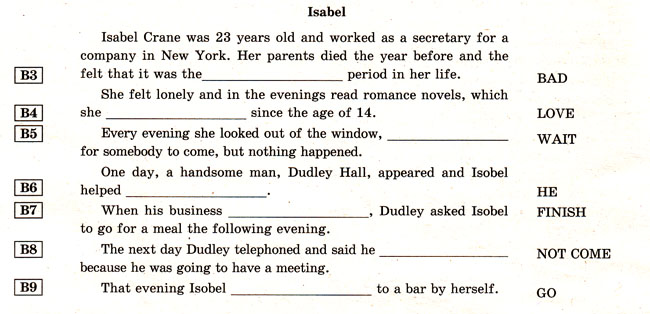 Isabel
Isabel Crane was 23 years old and worked as a secretary for a
company in New York. Her parents died the year before and the
B3 felt that it was the____________________ period in her life. BAD
She felt lonely and in the evenings read romance novels, which
B4 she ____________________ since the age of 14. LOVE
B5 Every evening she looked out of the window, _________________ WAIT
for somebody to come, but nothing happened.
One day, a handsome man, Dudley Hall, appeared and Isobel
B6 helped ____________________. HE
B7 When his business ____________________, Dudley asked Isobel FINISH
to go for a meal the following evening.
B8 The next day Dudley telephoned and said he __________________ NOT COME
because he was going to have a meeting.
B9 That evening Isobel ____________________ to a bar by herself. GO